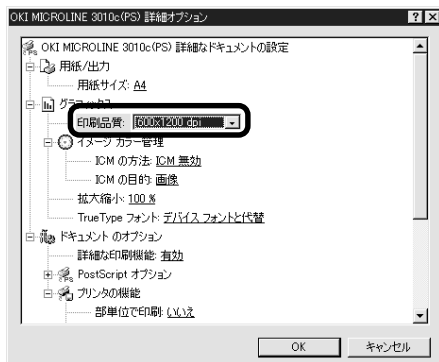 OKI MICROLINE 3010c(PS) 詳細オプション
OKI MICROLINE 3010c(PS) 詳細なドキュメントの設定
用紙/出力
用紙サイズ: A4
グラフィックス
印刷品質: 600x1200 dpi
イメージ カラー管理
ICM の方法: ICM 無効
ICM の目的: 画像
拡大縮小: 100 %
TrueType フォント: デバイス フォントと代替
ドキュメント のオプション
詳細な印刷機能: 有効
PostScript オプション
プリンタの機能
部単位で印刷: いいえ
OK キャンセル